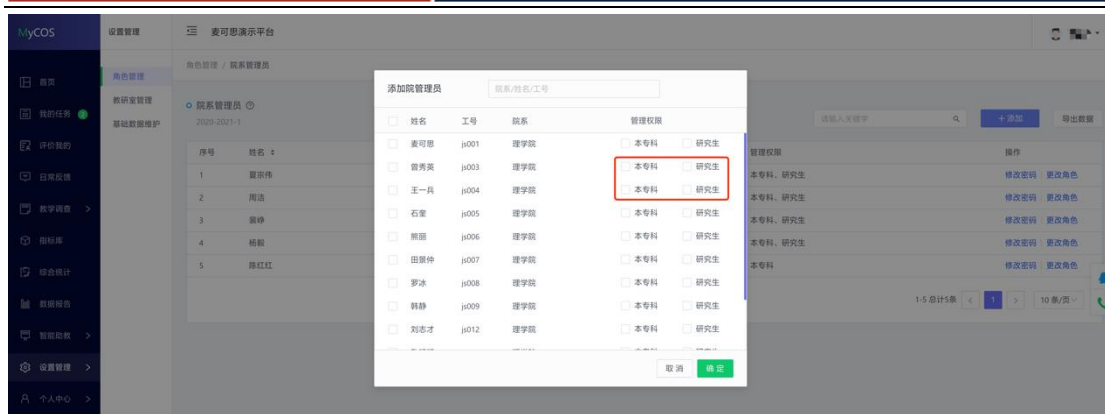 MyCOS
设置管理
麦可思演示平台
首页
我的任务
评价我的
日常反馈
教学调查 >
指标库
综合统计
数据报告
智能助教 >
设置管理 >
个人中心 >
角色管理
教研室管理
基础数据维护
角色管理 / 院系管理员
院系管理员
2020-2021-1
请输入关键字
+ 添加
导出数据
序号 姓名 管理权限 操作
1 夏宗伟 本专科、研究生 修改密码 更改角色
2 周洁 本专科、研究生 修改密码 更改角色
3 裴峥 本专科、研究生 修改密码 更改角色
4 杨毅 本专科、研究生 修改密码 更改角色
5 陈红红 本专科 修改密码 更改角色
1-5 总计5条 < 1 > 10 条/页
添加院管理员
院系/姓名/工号
姓名 工号 院系 管理权限
麦可思 js001 理学院 本专科 研究生
曾秀英 js003 理学院 本专科 研究生
王一兵 js004 理学院 本专科 研究生
石奎 js005 理学院 本专科 研究生
熊丽 js006 理学院 本专科 研究生
田景仲 js007 理学院 本专科 研究生
罗冰 js008 理学院 本专科 研究生
韩静 js009 理学院 本专科 研究生
刘志才 js012 理学院 本专科 研究生
取消
确定